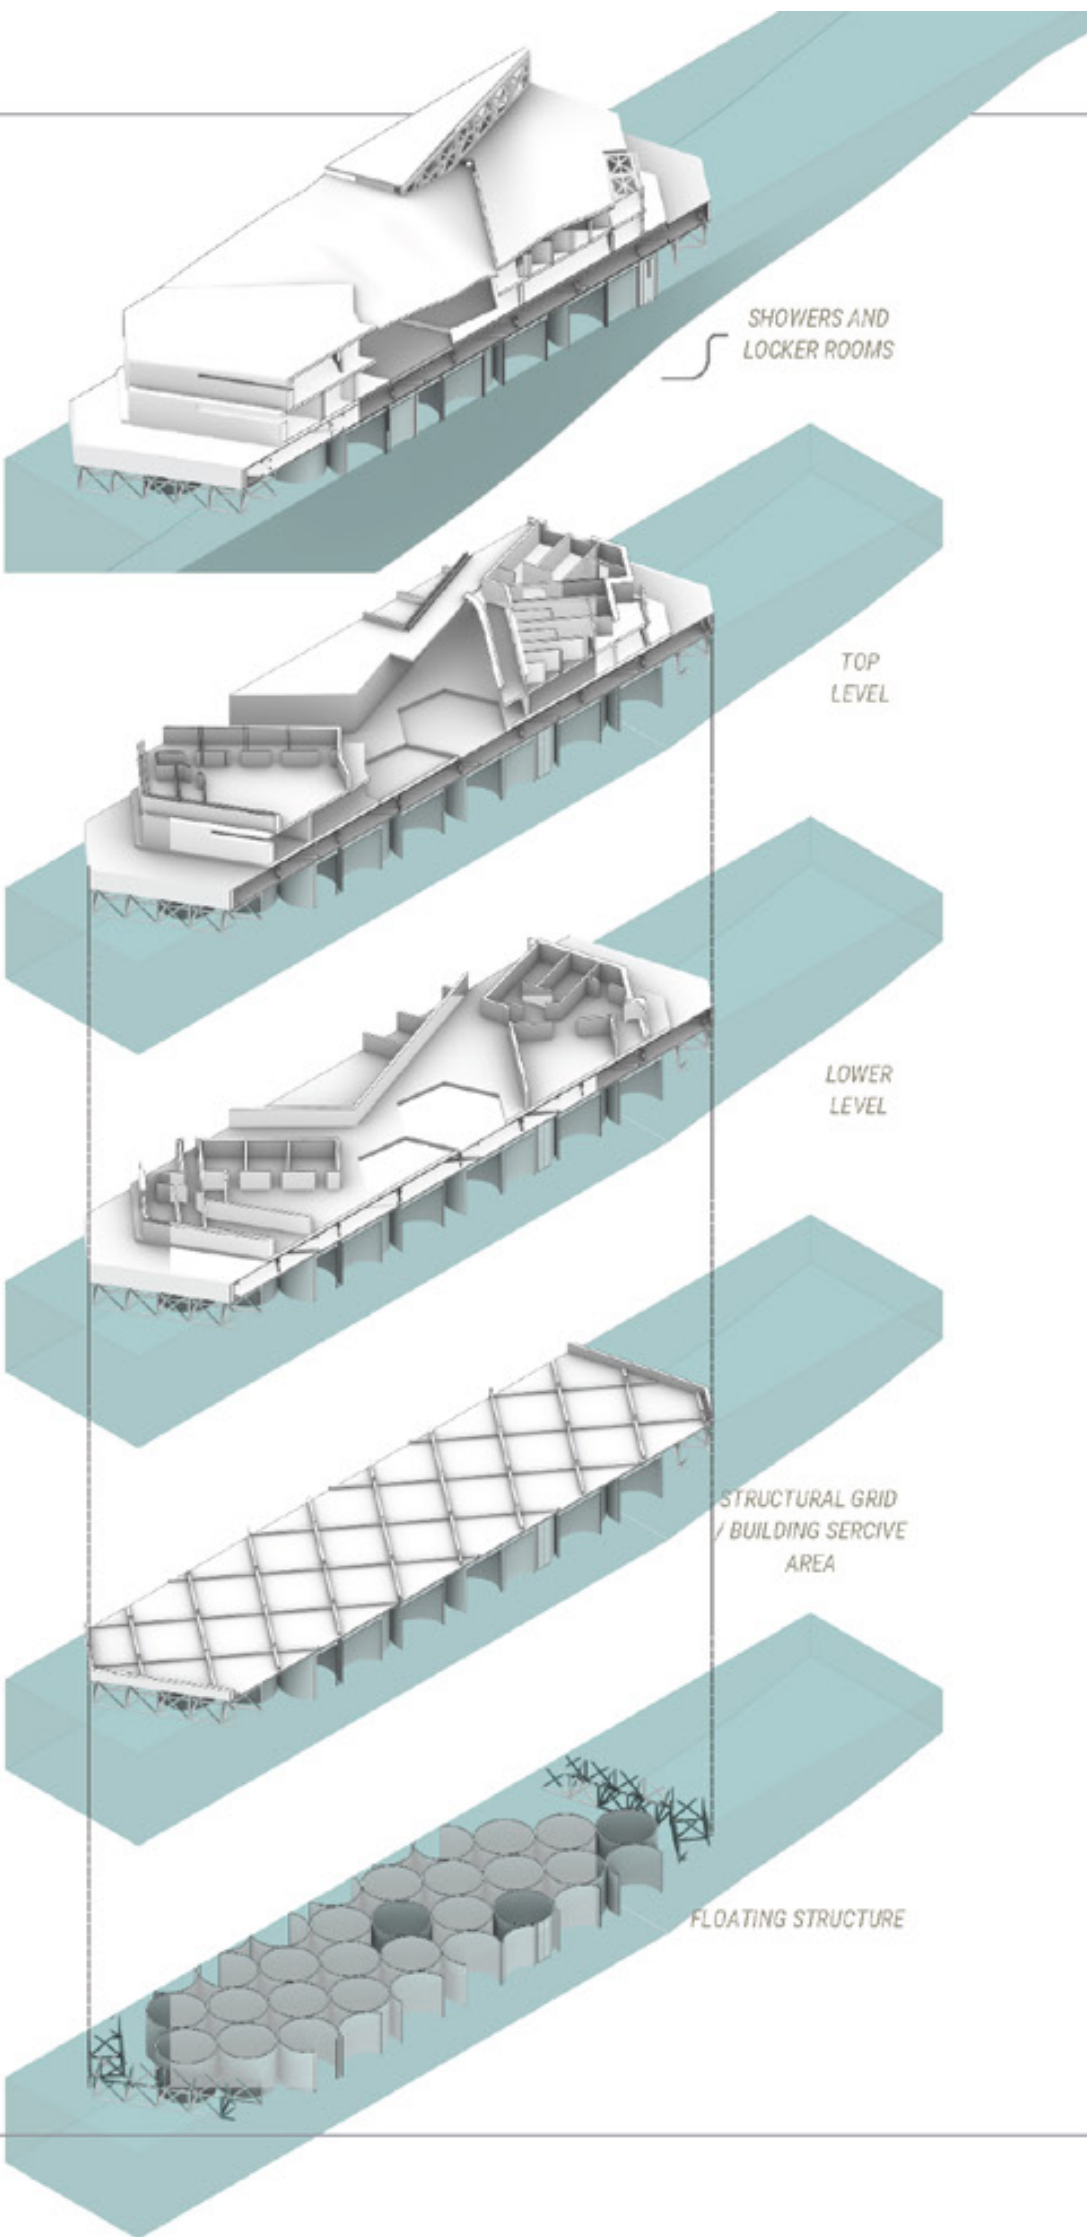 SHOWERS AND
LOCKER ROOMS
TOP
LEVEL
LOWER
LEVEL
STRUCTURAL GRID
/ BUILDING SERCIVE
AREA
FLOATING STRUCTURE